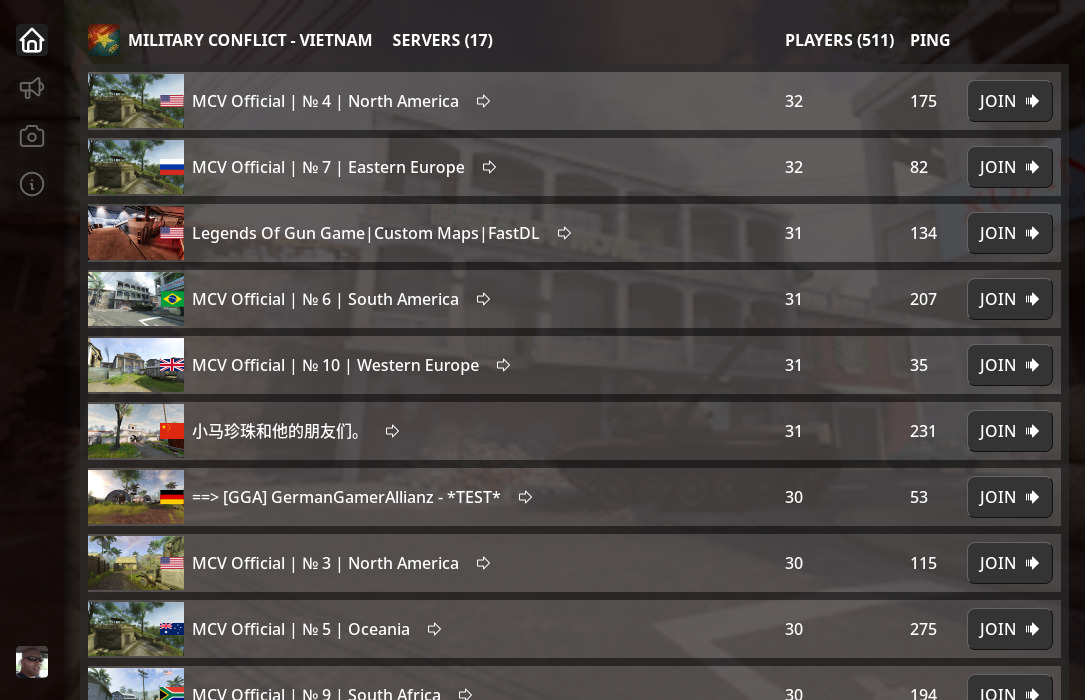 MILITARY CONFLICT - VIETNAM SERVERS (17) PLAYERS (511) PING
MCV Official | № 4 | North America 32 175 JOIN
MCV Official | № 7 | Eastern Europe 32 82 JOIN
Legends Of Gun Game|Custom Maps|FastDL 31 134 JOIN
MCV Official | № 6 | South America 31 207 JOIN
MCV Official | № 10 | Western Europe 31 35 JOIN
小马珍珠和他的朋友们。 31 231 JOIN
==> [GGA] GermanGamerAllianz - *TEST* 30 53 JOIN
MCV Official | № 3 | North America 30 115 JOIN
MCV Official | № 5 | Oceania 30 275 JOIN
MCV Official | № 9 | South Africa 30 194 JOIN